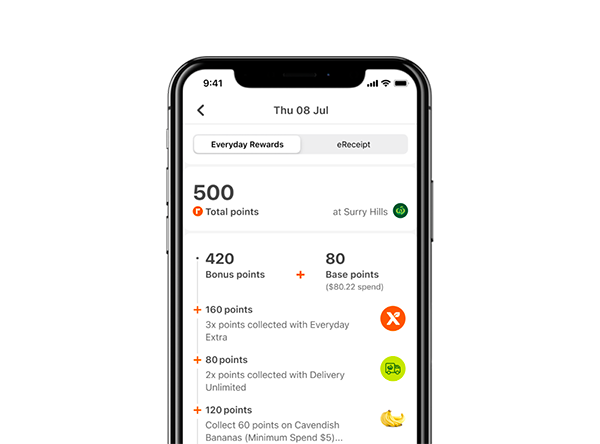 9:41
Thu 08 Jul
Everyday Rewards
eReceipt
500
Total points
at Surry Hills
420
Bonus points
+
80
Base points
($80.22 spend)
+ 160 points
3x points collected with Everyday
Extra
+ 80 points
2x points collected with Delivery
Unlimited
+ 120 points
Collect 60 points on Cavendish
Bananas (Minimum Spend $5)...